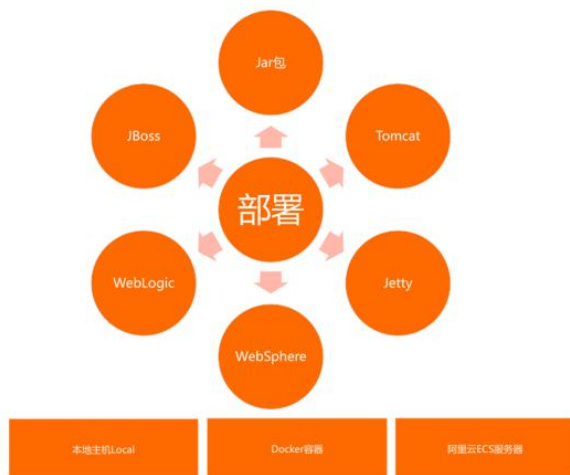 Jar包
JBoss
Tomcat
部署
WebLogic
Jetty
WebSphere
本地主机Local
Docker容器
阿里云ECS服务器